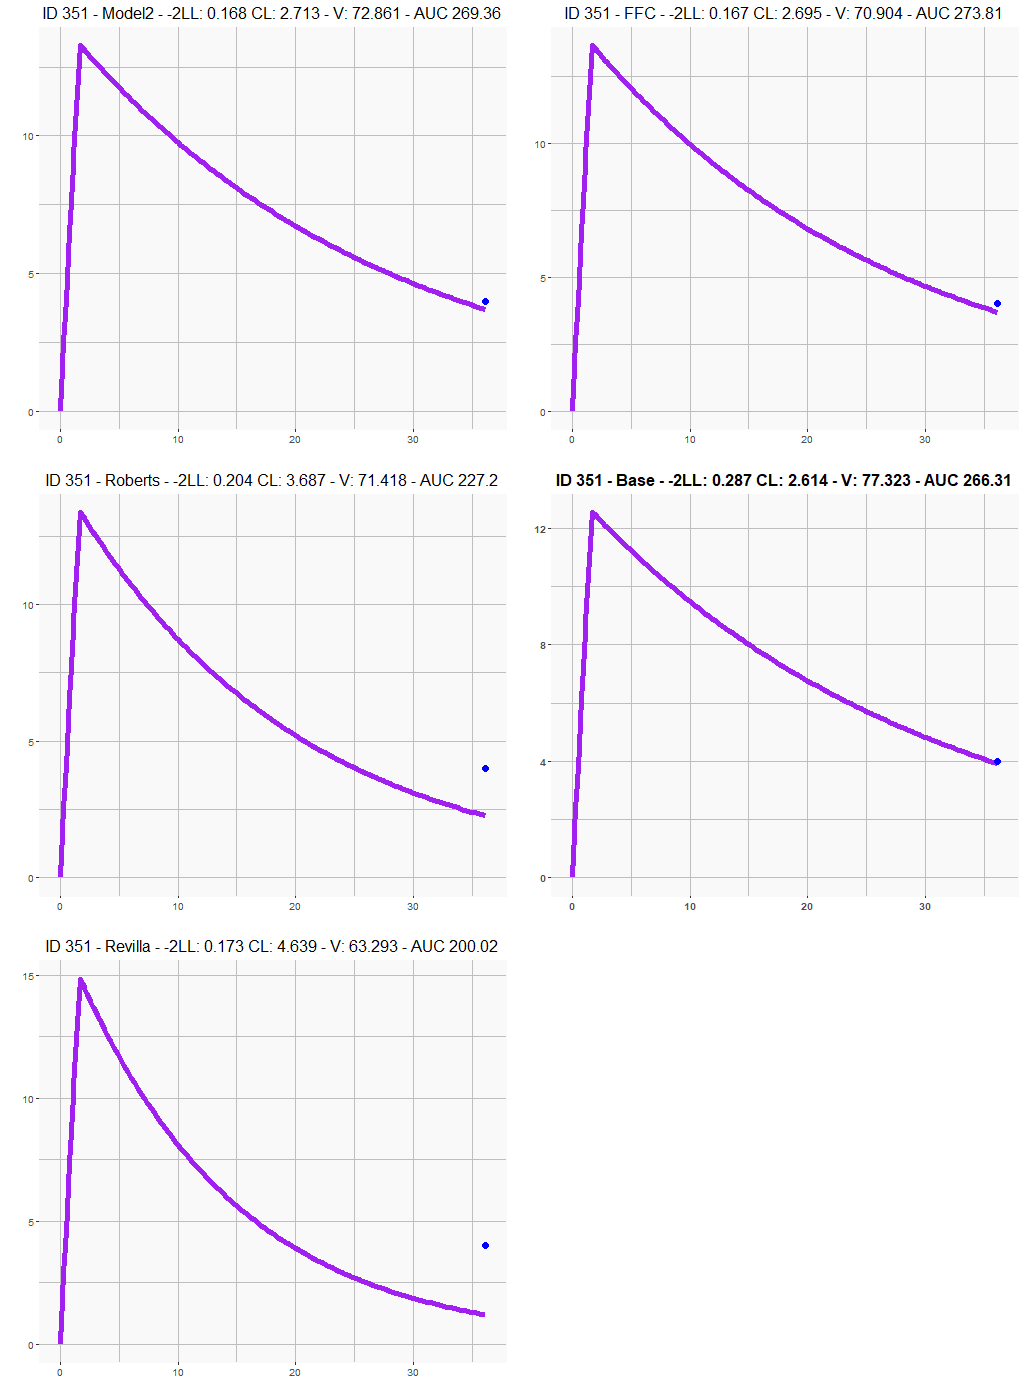 ID 351 - Model2 - -2LL: 0.168 CL: 2.713 - V: 72.861 - AUC 269.36
10
5
0
0 10 20 30
ID 351 - FFC - -2LL: 0.167 CL: 2.695 - V: 70.904 - AUC 273.81
10
5
0
0 10 20 30
ID 351 - Roberts - -2LL: 0.204 CL: 3.687 - V: 71.418 - AUC 227.2
10
5
0
0 10 20 30
ID 351 - Base - -2LL: 0.287 CL: 2.614 - V: 77.323 - AUC 266.31
12
8
4
0
0 10 20 30
ID 351 - Revilla - -2LL: 0.173 CL: 4.639 - V: 63.293 - AUC 200.02
15
10
5
0
0 10 20 30